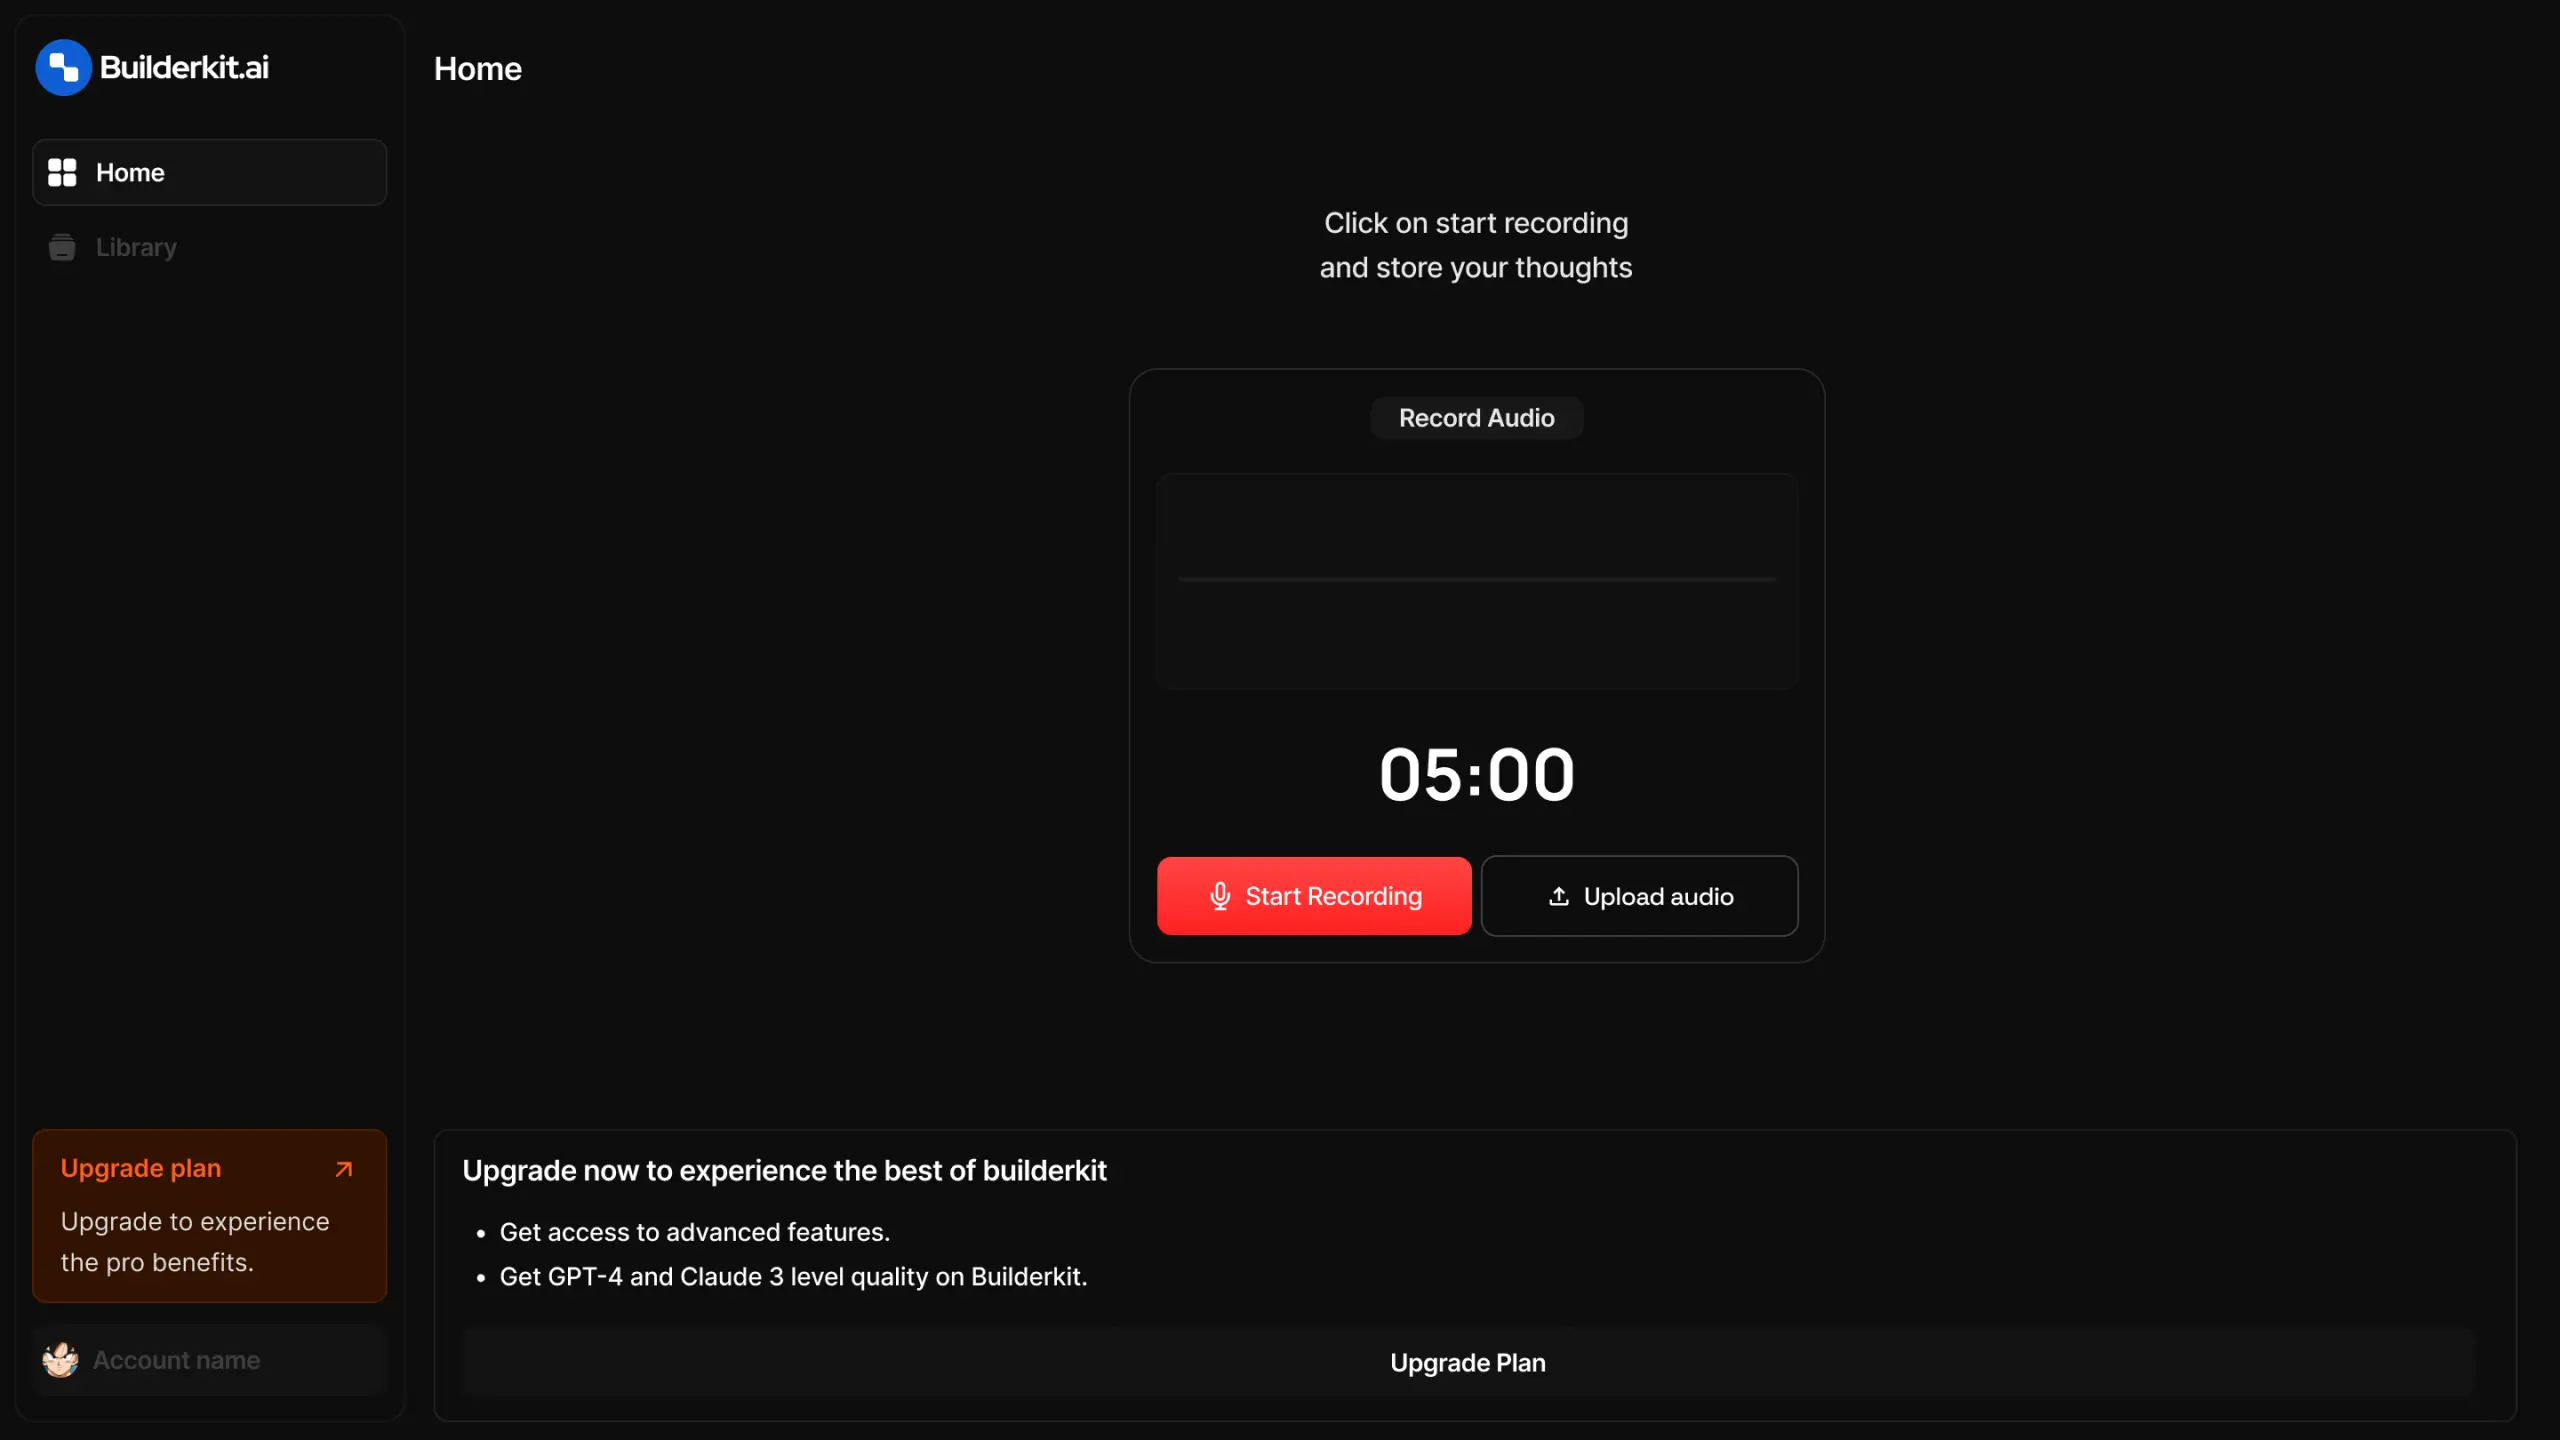 Builderkit.ai
Home
Library
Upgrade plan
Upgrade to experience
the pro benefits.
Account name
Home
Click on start recording
and store your thoughts
Record Audio
05:00
Start Recording
Upload audio
Upgrade now to experience the best of builderkit
• Get access to advanced features.
• Get GPT-4 and Claude 3 level quality on Builderkit.
Upgrade Plan